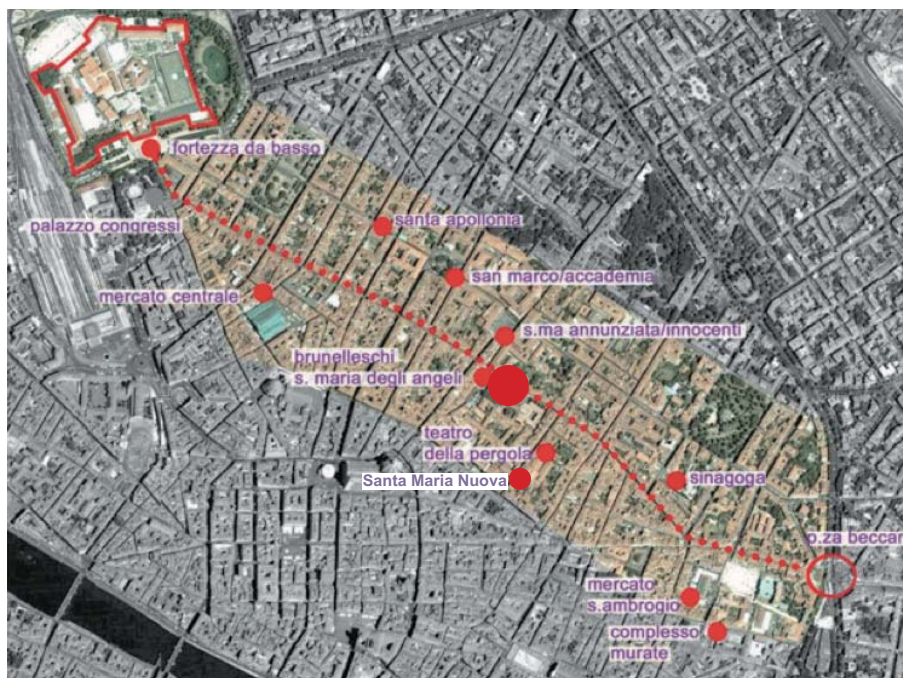 fortezza da basso
santa apollonia
palazzo congressi
san marco/accademia
mercato centrale
s.ma annunziata/innocenti
brunelleschi
s. maria degli angeli
teatro
della pergola
Santa Maria Nuova
sinagoga
p.za beccar
mercato
s.ambrogio
complesso
murate